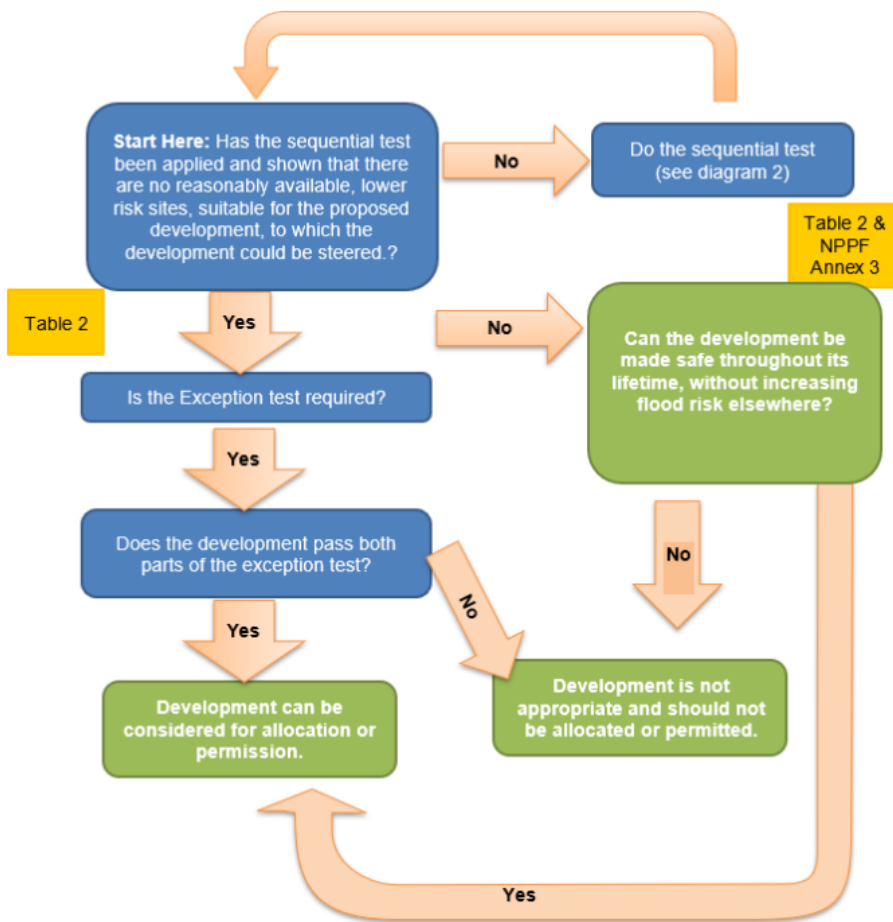 Start Here: Has the sequential test
been applied and shown that there
are no reasonably available, lower
risk sites, suitable for the proposed
development, to which the
development could be steered.?
No
Do the sequential test
(see diagram 2)
Table 2 &
NPPF
Annex 3
Table 2
Yes
No
Can the development be
made safe throughout its
lifetime, without increasing
flood risk elsewhere?
Is the Exception test required?
Yes
Does the development pass both
parts of the exception test?
No
No
Yes
Development can be
considered for allocation or
permission.
Development is not
appropriate and should not
be allocated or permitted.
Yes